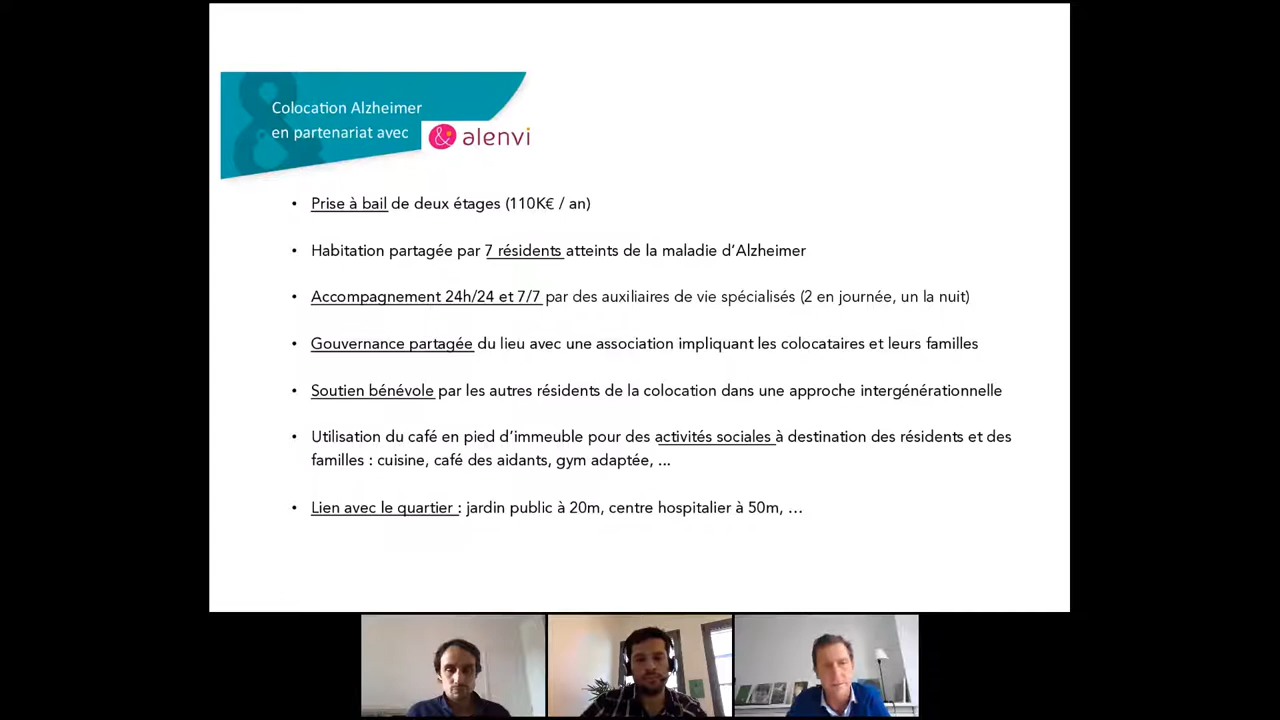 Colocation Alzheimer
en partenariat avec
& alenvi
• Prise à bail de deux étages (110K€ / an)
• Habitation partagée par 7 résidents atteints de la maladie d’Alzheimer
• Accompagnement 24h/24 et 7/7 par des auxiliaires de vie spécialisés (2 en journée, un la nuit)
• Gouvernance partagée du lieu avec une association impliquant les colocataires et leurs familles
• Soutien bénévole par les autres résidents de la colocation dans une approche intergénérationnelle
• Utilisation du café en pied d’immeuble pour des activités sociales à destination des résidents et des
familles : cuisine, café des aidants, gym adaptée, ...
• Lien avec le quartier : jardin public à 20m, centre hospitalier à 50m, …